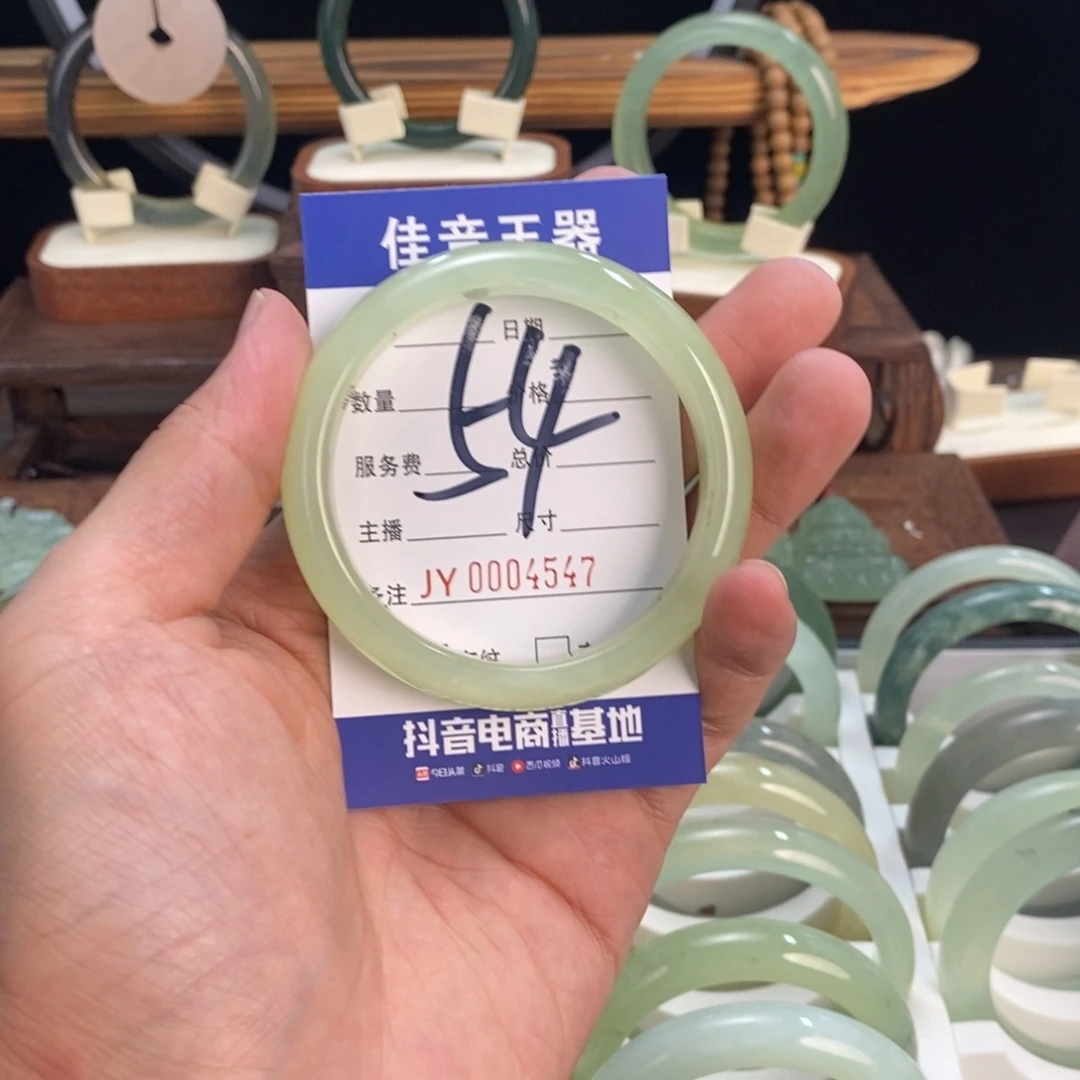 佳音玉器
日期
54
数量 价格
服务费 总价
主播 尺寸
备注 JY 0004547
抖音电商直播基地
今日头条 抖音 西瓜视频 抖音火山版